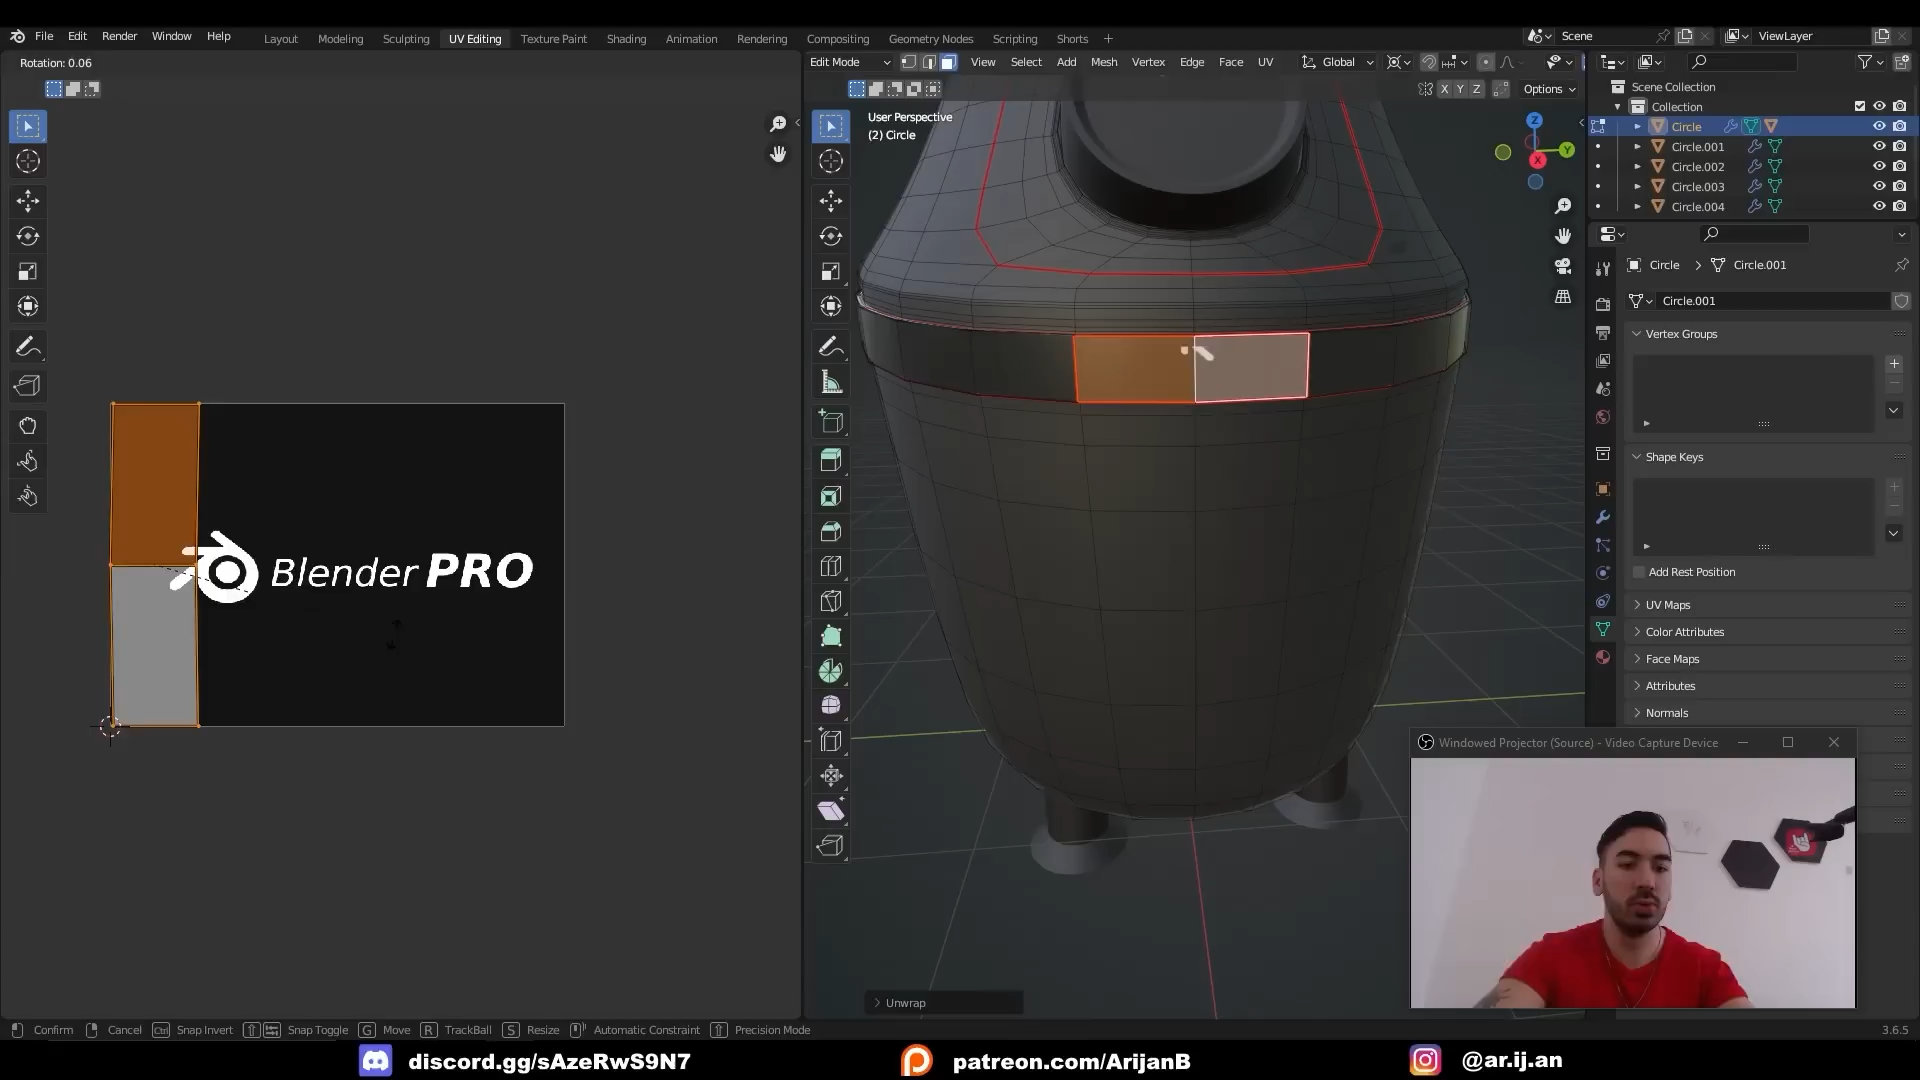 File Edit Render Window Help
Layout Modeling Sculpting UV Editing Texture Paint Shading Animation Rendering Compositing Geometry Nodes Scripting Shorts +
Scene
ViewLayer
Rotation: 0.06
Edit Mode View Select Add Mesh Vertex Edge Face UV
Global
X Y Z
Options
User Perspective
(2) Circle
Z
Y
X
Scene Collection
Collection
Circle
Circle.001
Circle.002
Circle.003
Circle.004
Circle > Circle.001
Circle.001
Vertex Groups
Shape Keys
Add Rest Position
UV Maps
Color Attributes
Face Maps
Attributes
Normals
Blender PRO
Windowed Projector (Source) - Video Capture Device
Unwrap
Confirm Cancel Ctrl Snap Invert Snap Toggle G Move R TrackBall S Resize Automatic Constraint Precision Mode
3.6.5
discord.gg/sAzeRwS9N7
patreon.com/ArijanB
@ar.ij.an